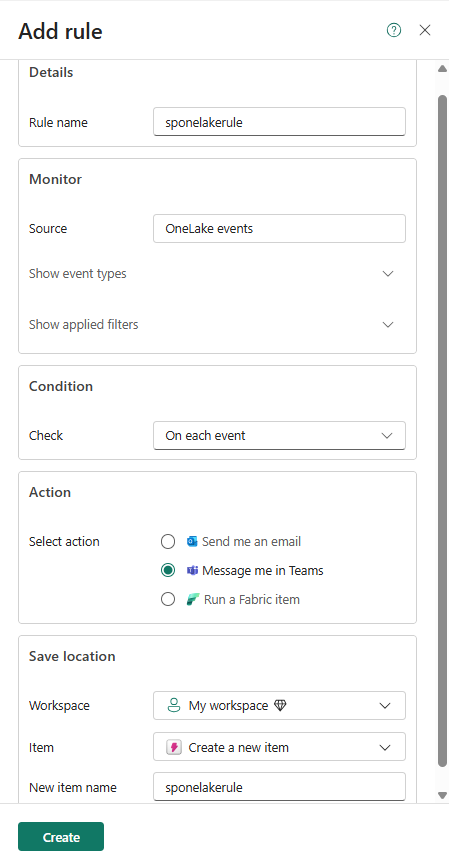 Add rule
Details
Rule name sponelakerule
Monitor
Source OneLake events
Show event types
Show applied filters
Condition
Check On each event
Action
Select action Send me an email
Message me in Teams
Run a Fabric item
Save location
Workspace My workspace
Item Create a new item
New item name sponelakerule
Create